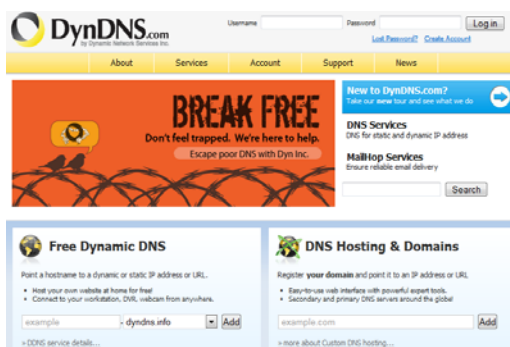 DynDNS.com
by Dynamic Network Services Inc.
Username
Password
Log in
Lost Password? Create Account
About Services Account Support News
BREAK FREE
Don't feel trapped. We're here to help.
Escape poor DNS with Dyn Inc.
New to DynDNS.com?
Take our new tour and see what we do
DNS Services
DNS for static and dynamic IP address
MailHop Services
Ensure reliable email delivery
Search
Free Dynamic DNS
Point a hostname to a dynamic or static IP address or URL.
• Host your own website at home for free!
• Connect to your workstation, DVR, webcam from anywhere.
example - dyndns.info Add
» DDNS service details...
DNS Hosting & Domains
Register your domain and point it to an IP address or URL.
• Easy-to-use web interface with powerful expert tools.
• Secondary and primary DNS servers around the globe!
example.com Add
» more about Custom DNS hosting...